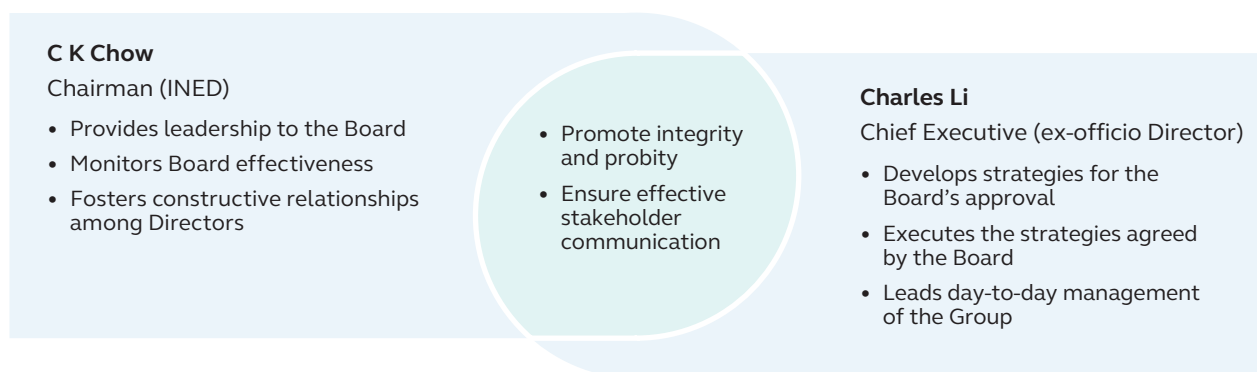 C K Chow
Chairman (INED)
• Provides leadership to the Board
• Monitors Board effectiveness
• Fosters constructive relationships
among Directors
• Promote integrity
and probity
• Ensure effective
stakeholder
communication
Charles Li
Chief Executive (ex-officio Director)
• Develops strategies for the
Board’s approval
• Executes the strategies agreed
by the Board
• Leads day-to-day management
of the Group